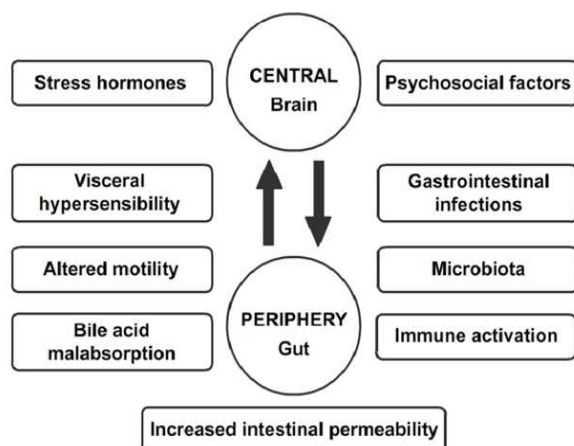 Stress hormones
CENTRAL
Brain
Psychosocial factors
Visceral
hypersensibility
Gastrointestinal
infections
Altered motility
Microbiota
Bile acid
malabsorption
PERIPHERY
Gut
Immune activation
Increased intestinal permeability